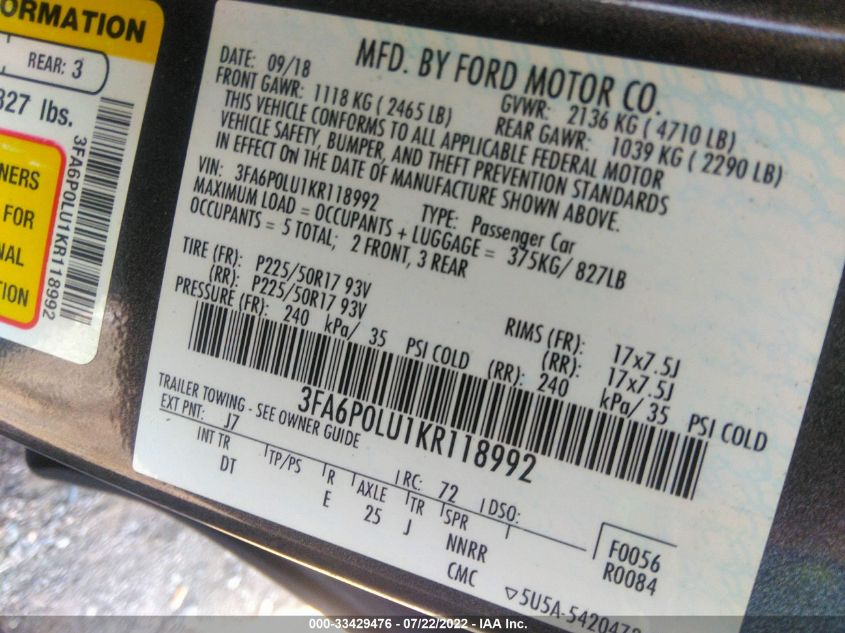 ORMATION
REAR: 3
827 lbs.
3FA6P0LU1KR118992
NERS
FOR
NAL
TION
MFD. BY FORD MOTOR CO.
DATE: 09/18 GVWR: 2136 KG ( 4710 LB)
FRONT GAWR: 1118 KG ( 2465 LB) REAR GAWR: 1039 KG ( 2290 LB)
THIS VEHICLE CONFORMS TO ALL APPLICABLE FEDERAL MOTOR
VEHICLE SAFETY, BUMPER, AND THEFT PREVENTION STANDARDS
IN EFFECT ON THE DATE OF MANUFACTURE SHOWN ABOVE.
VIN: 3FA6P0LU1KR118992 TYPE: Passenger Car
MAXIMUM LOAD = OCCUPANTS + LUGGAGE = 375KG/ 827LB
OCCUPANTS = 5 TOTAL; 2 FRONT, 3 REAR
TIRE (FR): P225/50R17 93V RIMS (FR): 17x7.5J
(RR): P225/50R17 93V (RR): 17x7.5J
PRESSURE (FR): 240 kPa/ 35 PSI COLD (RR): 240 kPa/ 35 PSI COLD
3FA6P0LU1KR118992
TRAILER TOWING - SEE OWNER GUIDE
EXT PNT: J7 RC: 72 DSO:
INT TR TP/PS R AXLE TR SPR F0056
DT E 25 J NNRR R0084
CMC 5U5A-5420472
000-33429476 - 07/22/2022 - IAA Inc.